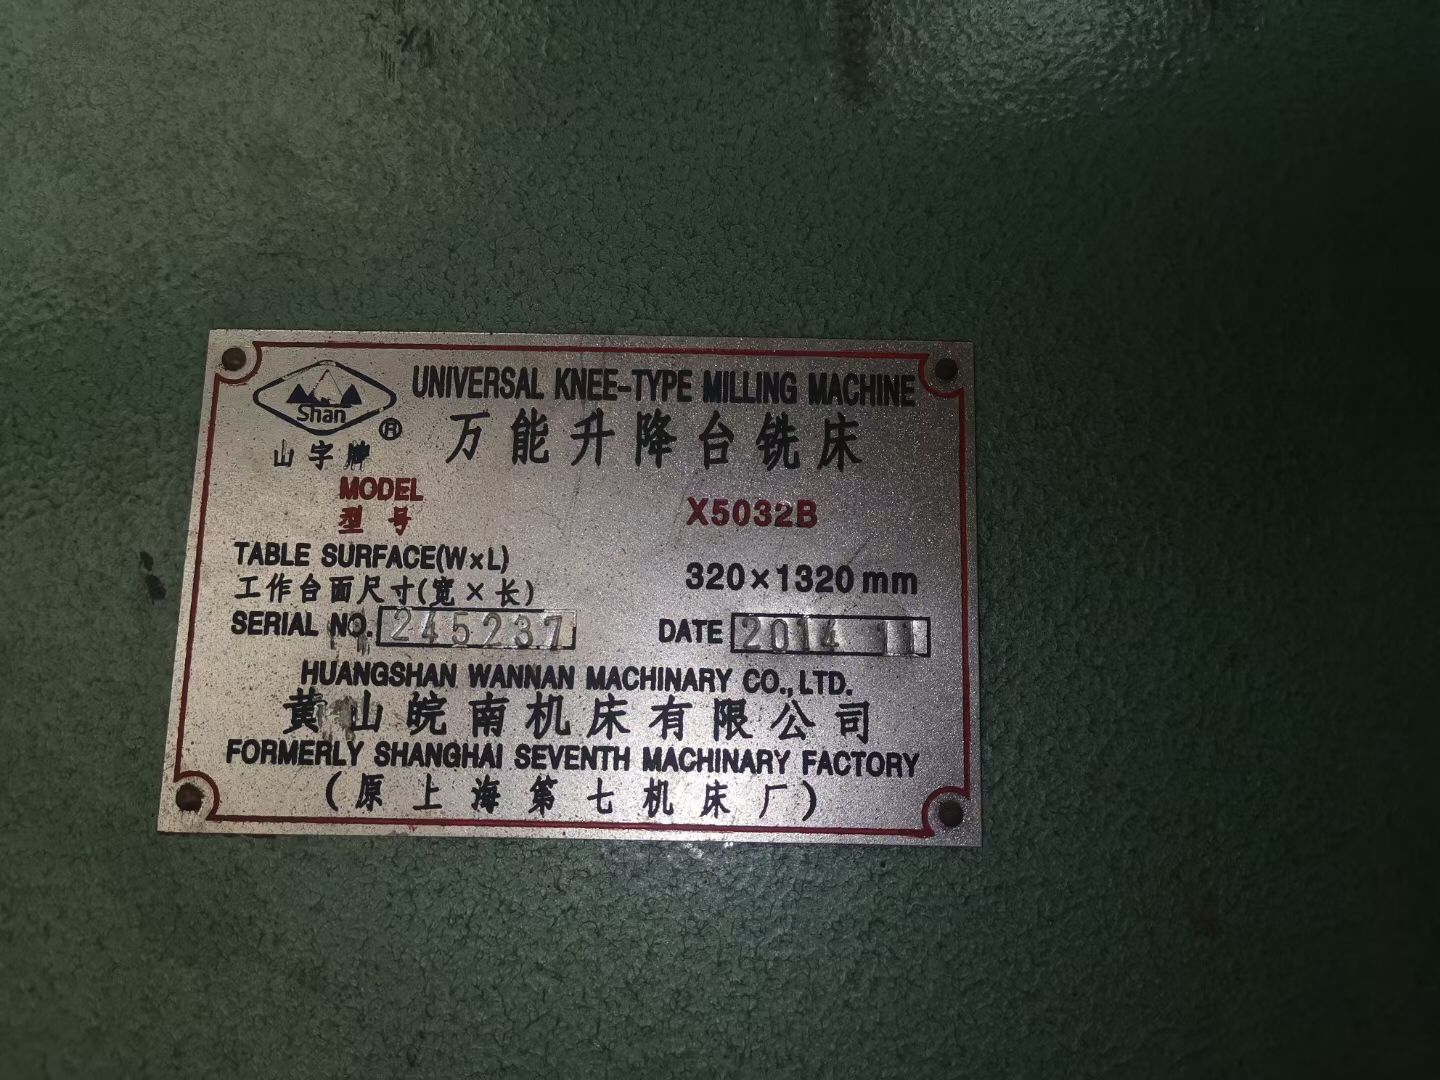 UNIVERSAL KNEE-TYPE MILLING MACHINE
Shan
®
万能升降台铣床
山字牌
MODEL
型号 X5032B
TABLE SURFACE(W×L)
工作台面尺寸(宽×长) 320×1320mm
SERIAL NO. 245237 DATE 2014 11
HUANGSHAN WANNAN MACHINARY CO.,LTD.
黄山皖南机床有限公司
FORMERLY SHANGHAI SEVENTH MACHINARY FACTORY
(原上海第七机床厂)